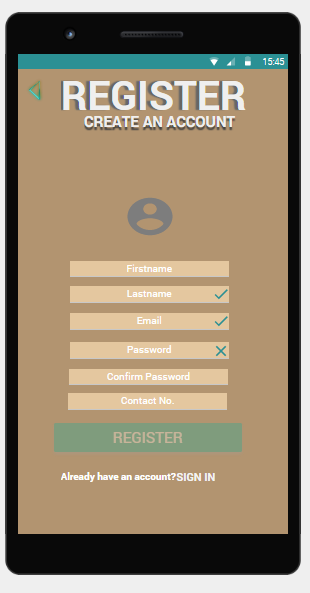 15:45
REGISTER
CREATE AN ACCOUNT
Firstname
Lastname
Email
Password
Confirm Password
Contact No.
REGISTER
Already have an account?SIGN IN